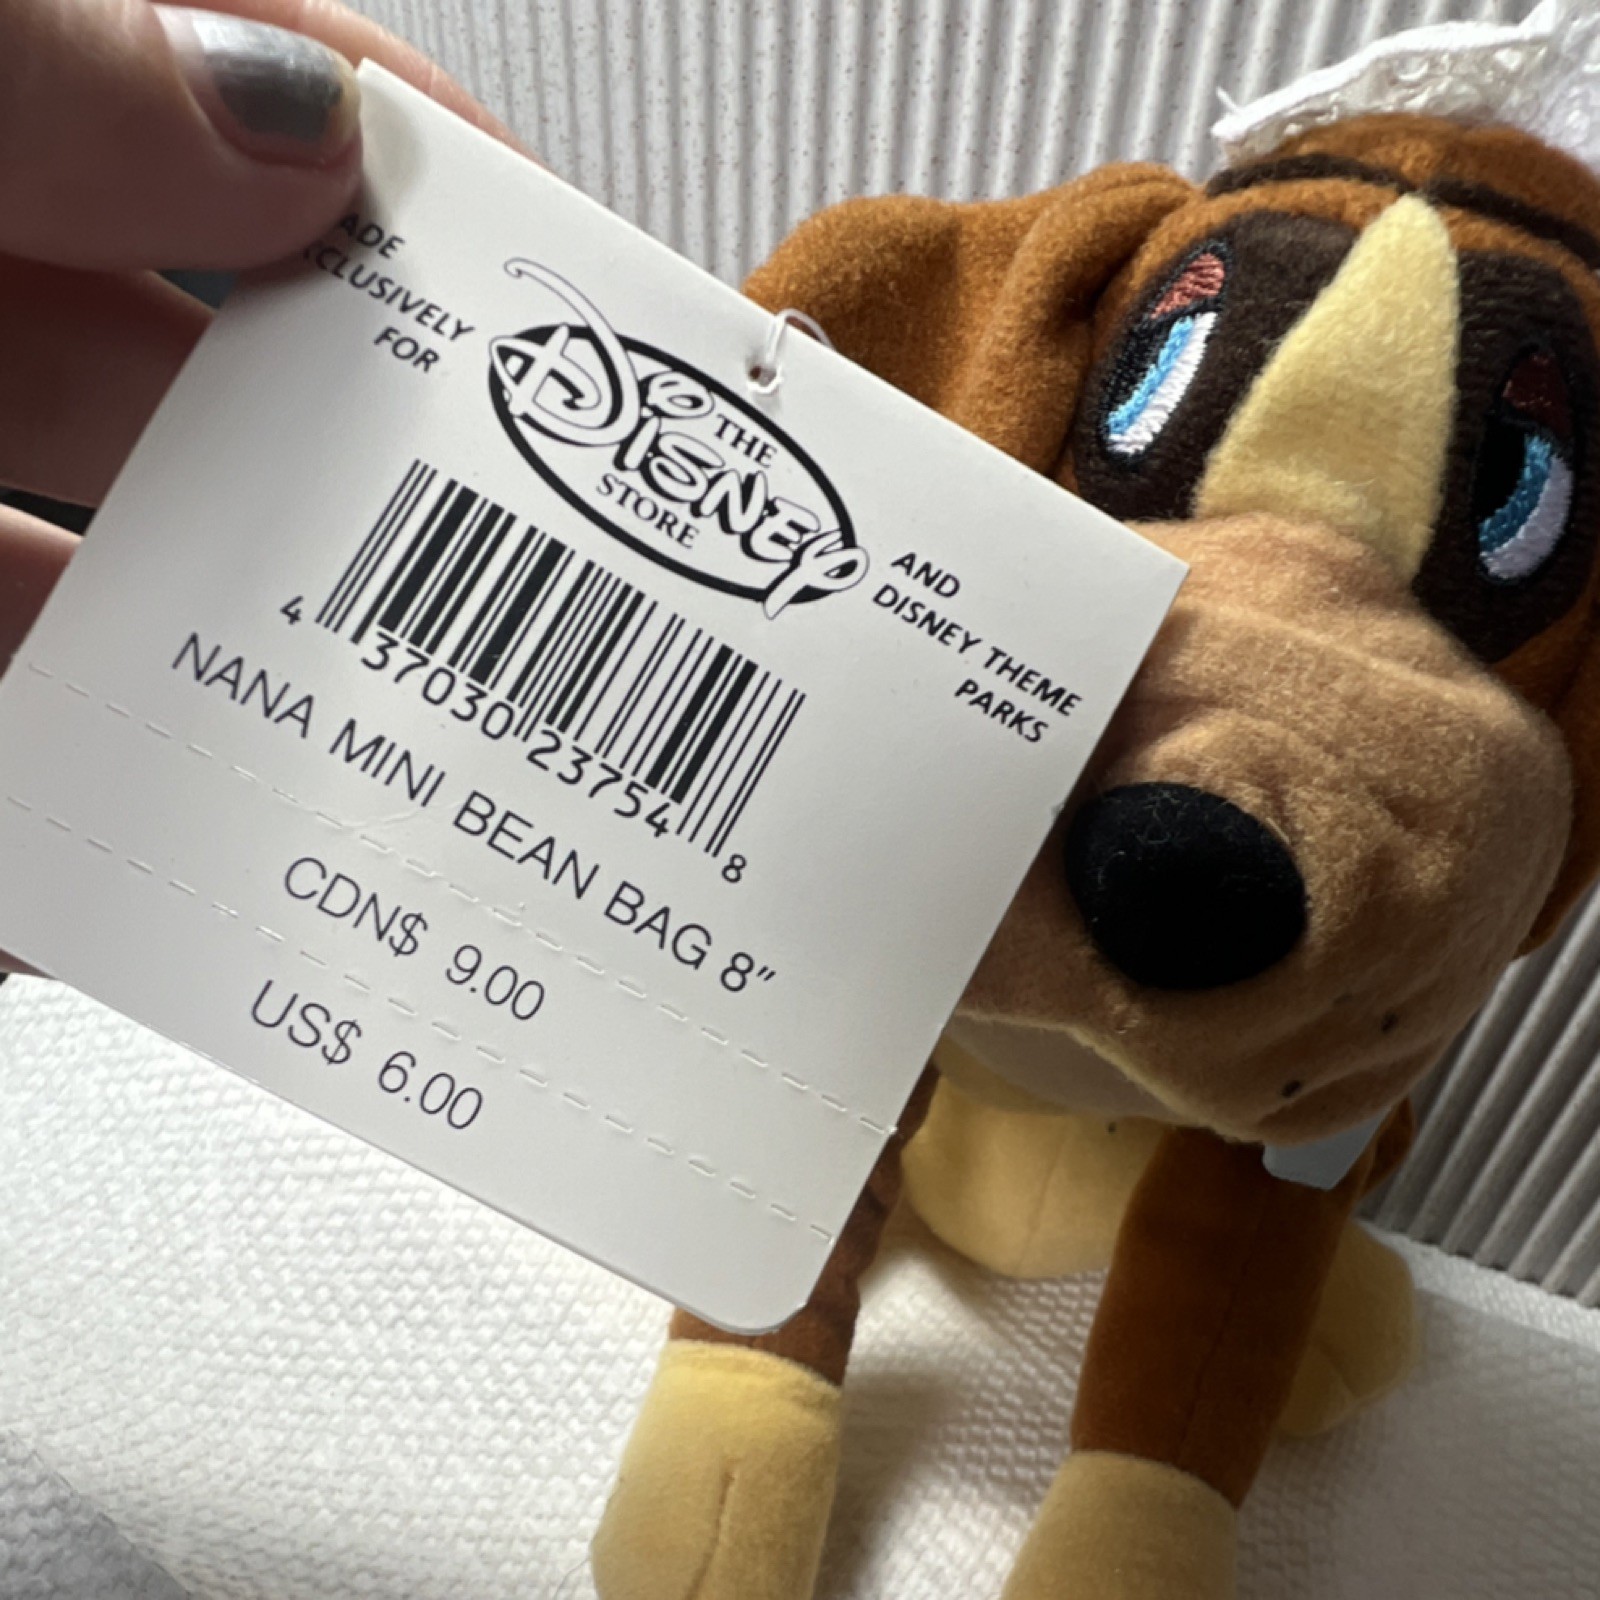 ADE
CLUSIVELY
FOR
THE
Disney
STORE
AND
DISNEY THEME
PARKS
4 37030 23754 8
NANA MINI BEAN BAG 8"
CDN$ 9.00
US$ 6.00